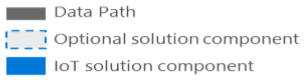 Data Path
Optional solution component
IoT solution component